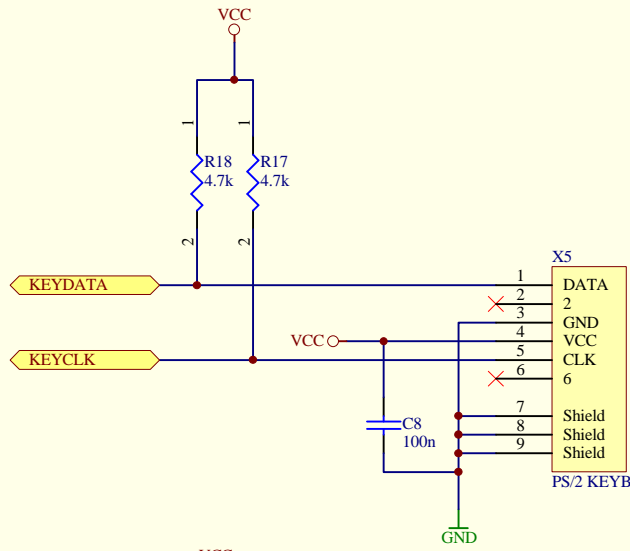 VCC
1
1
R18
4.7k
R17
4.7k
2
2
X5
KEYDATA
1
DATA
2
2
3
GND
VCC
4
VCC
KEYCLK
5
CLK
6
6
C8
100n
7
Shield
8
Shield
9
Shield
PS/2 KEYB
GND
VCC